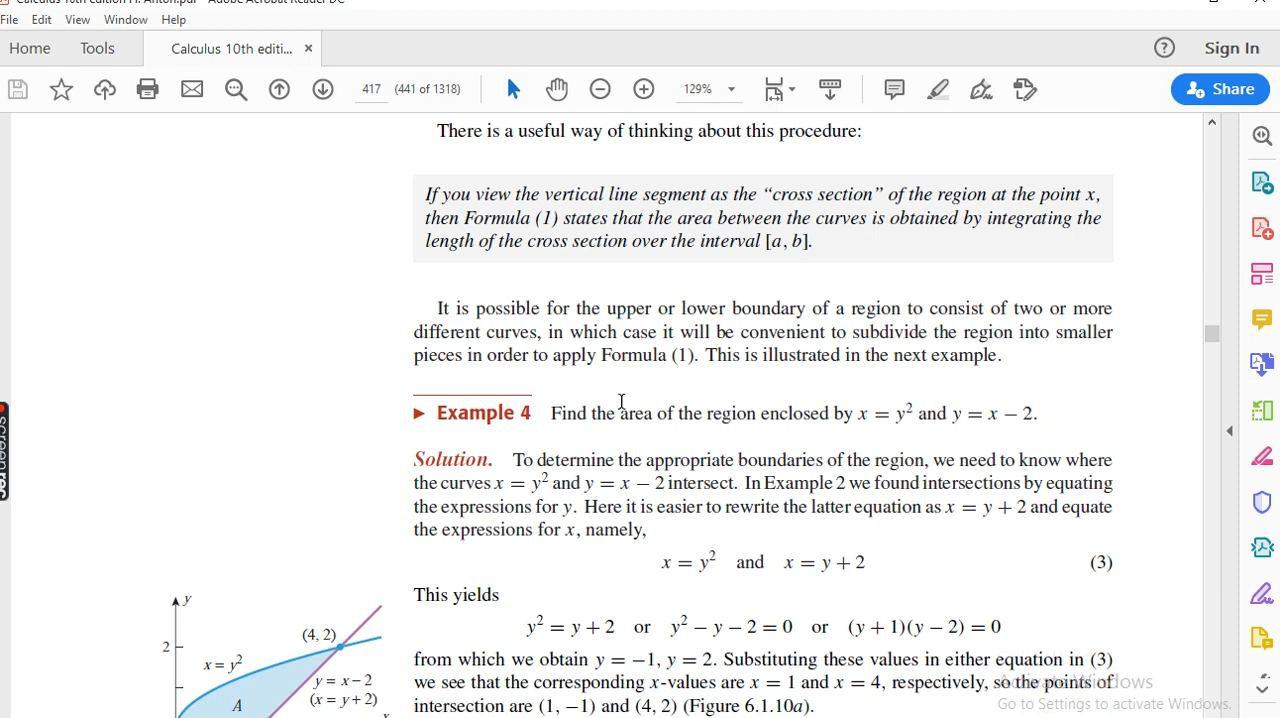 Calculus 10th edition H. Anton.pdf - Adobe Acrobat Reader DC
File Edit View Window Help
Home Tools Calculus 10th editi... × Sign In
417 (441 of 1318) 129% Share
There is a useful way of thinking about this procedure:
If you view the vertical line segment as the “cross section” of the region at the point x,
then Formula (1) states that the area between the curves is obtained by integrating the
length of the cross section over the interval [a, b].
It is possible for the upper or lower boundary of a region to consist of two or more
different curves, in which case it will be convenient to subdivide the region into smaller
pieces in order to apply Formula (1). This is illustrated in the next example.
► Example 4 Find the area of the region enclosed by x = y² and y = x − 2.
Solution. To determine the appropriate boundaries of the region, we need to know where
the curves x = y² and y = x − 2 intersect. In Example 2 we found intersections by equating
the expressions for y. Here it is easier to rewrite the latter equation as x = y + 2 and equate
the expressions for x, namely,
x = y² and x = y + 2 (3)
This yields
y² = y + 2 or y² − y − 2 = 0 or (y + 1)(y − 2) = 0
from which we obtain y = −1, y = 2. Substituting these values in either equation in (3)
we see that the corresponding x-values are x = 1 and x = 4, respectively, so the points of
intersection are (1, −1) and (4, 2) (Figure 6.1.10a).
y
(4, 2)
2
x = y²
y = x − 2
(x = y + 2)
A
x
screenrec
Activate Windows
Go to Settings to activate Windows.